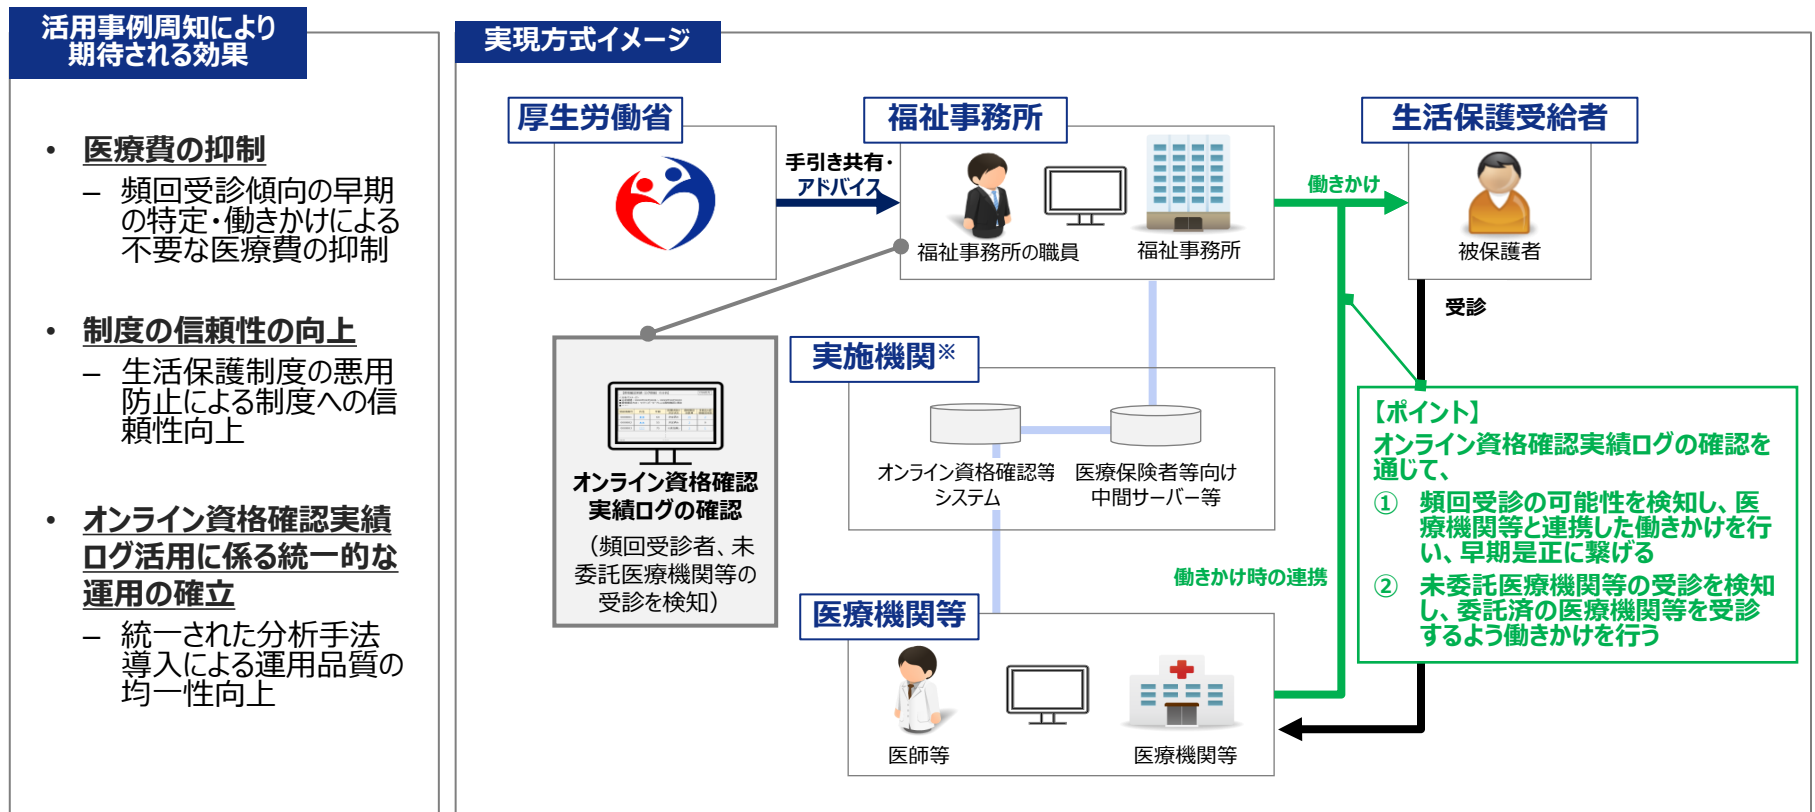 活用事例周知により
期待される効果
• 医療費の抑制
– 頻回受診傾向の早期
の特定・働きかけによる
不要な医療費の抑制
• 制度の信頼性の向上
– 生活保護制度の悪用
防止による制度への信
頼性向上
• オンライン資格確認実績
ログ活用に係る統一的な
運用の確立
– 統一された分析手法
導入による運用品質の
均一性向上
実現方式イメージ
厚生労働省
手引き共有・
アドバイス
福祉事務所
福祉事務所の職員
福祉事務所
働きかけ
生活保護受給者
被保護者
受診
オンライン資格確認
実績ログの確認
（頻回受診者、未
委託医療機関等の
受診を検知）
実施機関※
オンライン資格確認等
システム
医療保険者等向け
中間サーバー等
働きかけ時の連携
医療機関等
医師等
医療機関等
【ポイント】
オンライン資格確認実績ログの確認を
通じて、
① 頻回受診の可能性を検知し、医
療機関等と連携した働きかけを行
い、早期是正に繋げる
② 未委託医療機関等の受診を検知
し、委託済の医療機関等を受診
するよう働きかけを行う